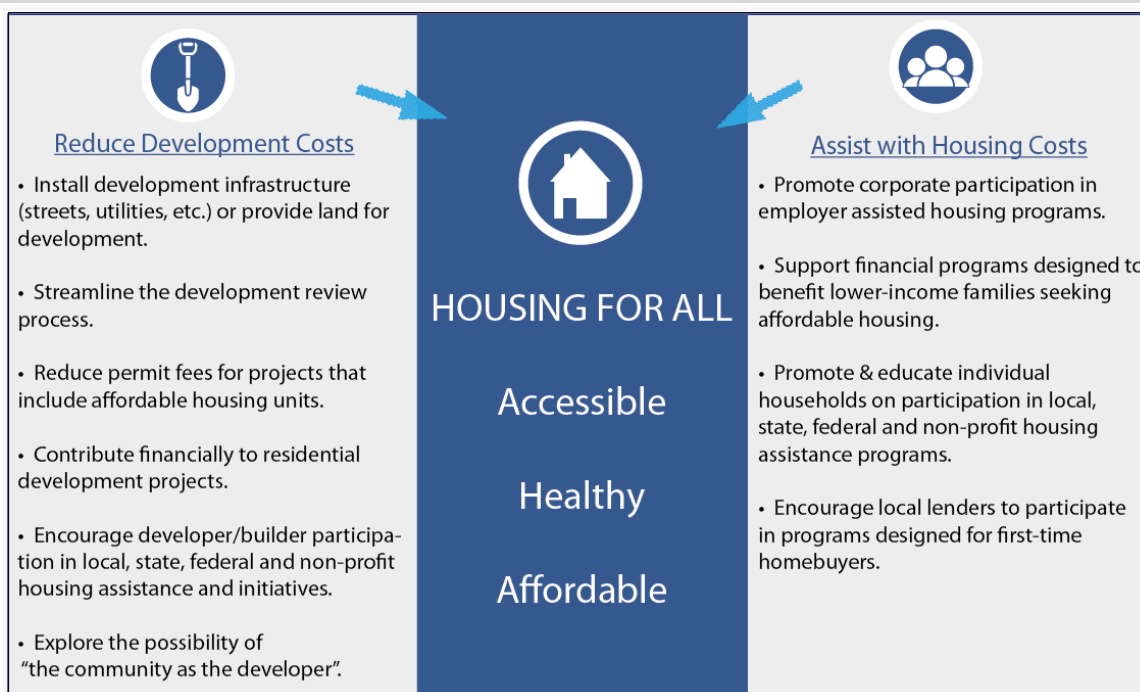 Reduce Development Costs
• Install development infrastructure
(streets, utilities, etc.) or provide land for
development.
• Streamline the development review
process.
• Reduce permit fees for projects that
include affordable housing units.
• Contribute financially to residential
development projects.
• Encourage developer/builder participa-
tion in local, state, federal and non-profit
housing assistance and initiatives.
• Explore the possibility of
“the community as the developer”.
HOUSING FOR ALL
Accessible
Healthy
Affordable
Assist with Housing Costs
• Promote corporate participation in
employer assisted housing programs.
• Support financial programs designed to
benefit lower-income families seeking
affordable housing.
• Promote & educate individual
households on participation in local,
state, federal and non-profit housing
assistance programs.
• Encourage local lenders to participate
in programs designed for first-time
homebuyers.